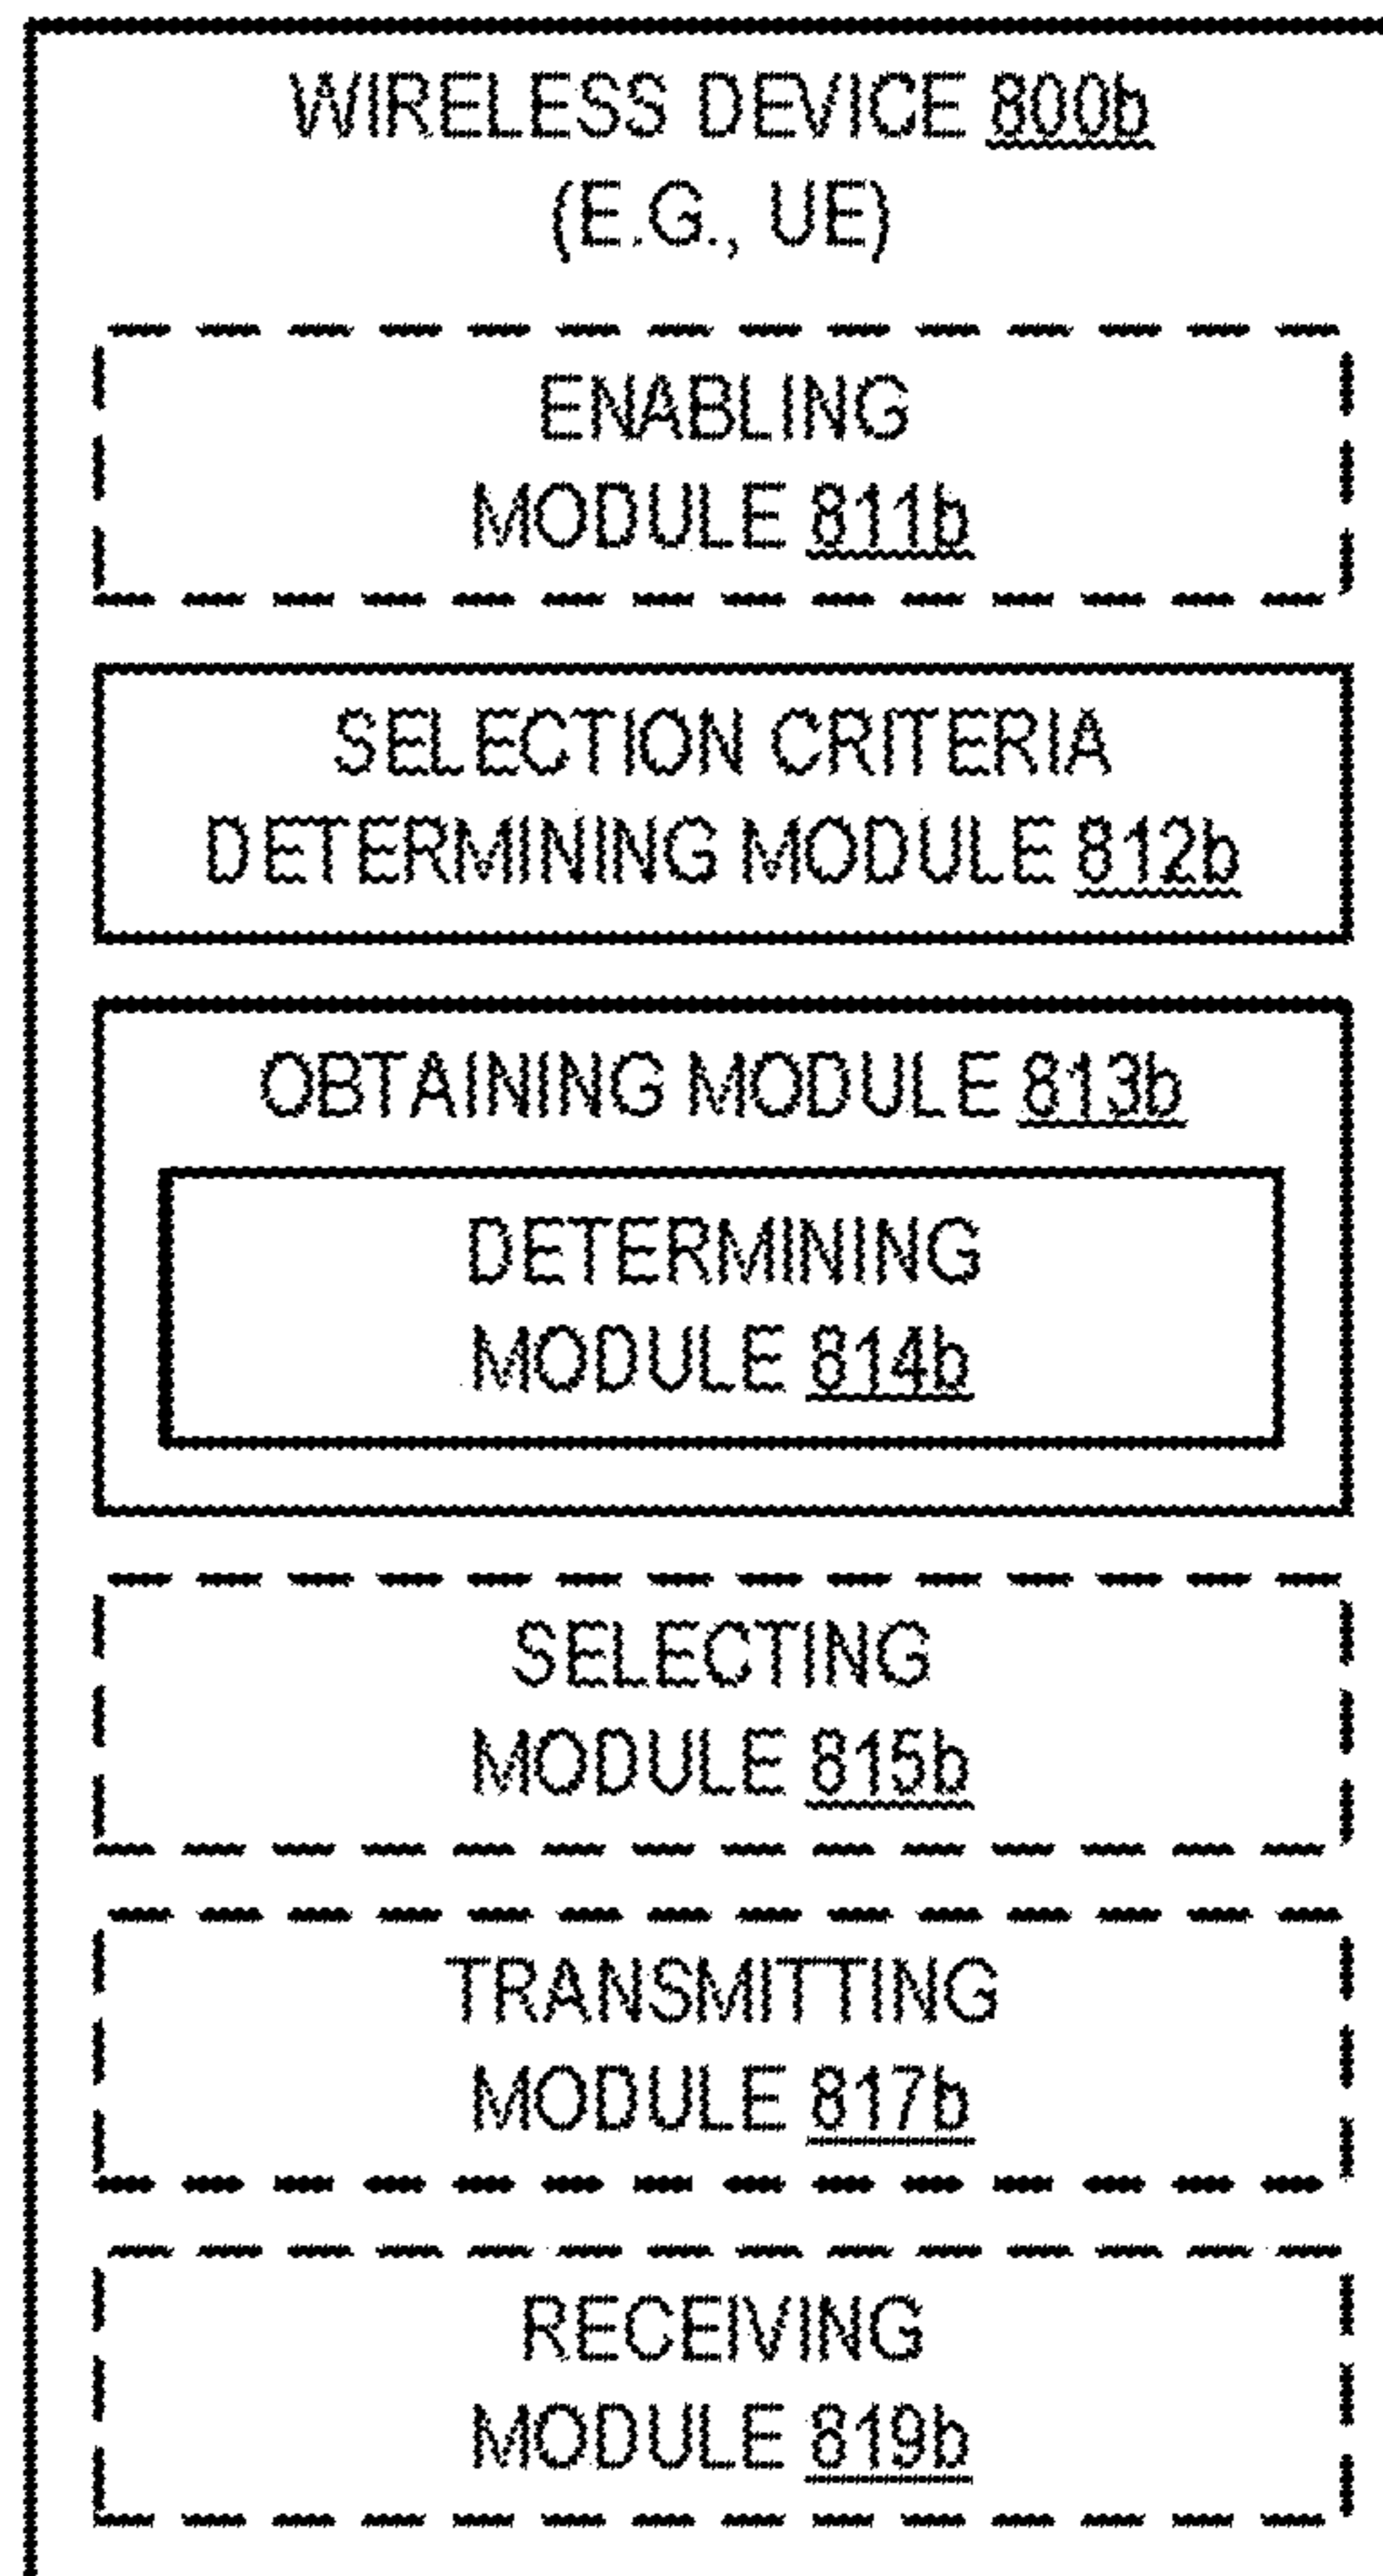 WIRELESS DEVICE 800b
(E.G., UE)
ENABLING
MODULE 811b
SELECTION CRITERIA
DETERMINING MODULE 812b
OBTAINING MODULE 813b
DETERMINING
MODULE 814b
SELECTING
MODULE 815b
TRANSMITTING
MODULE 817b
RECEIVING
MODULE 819b